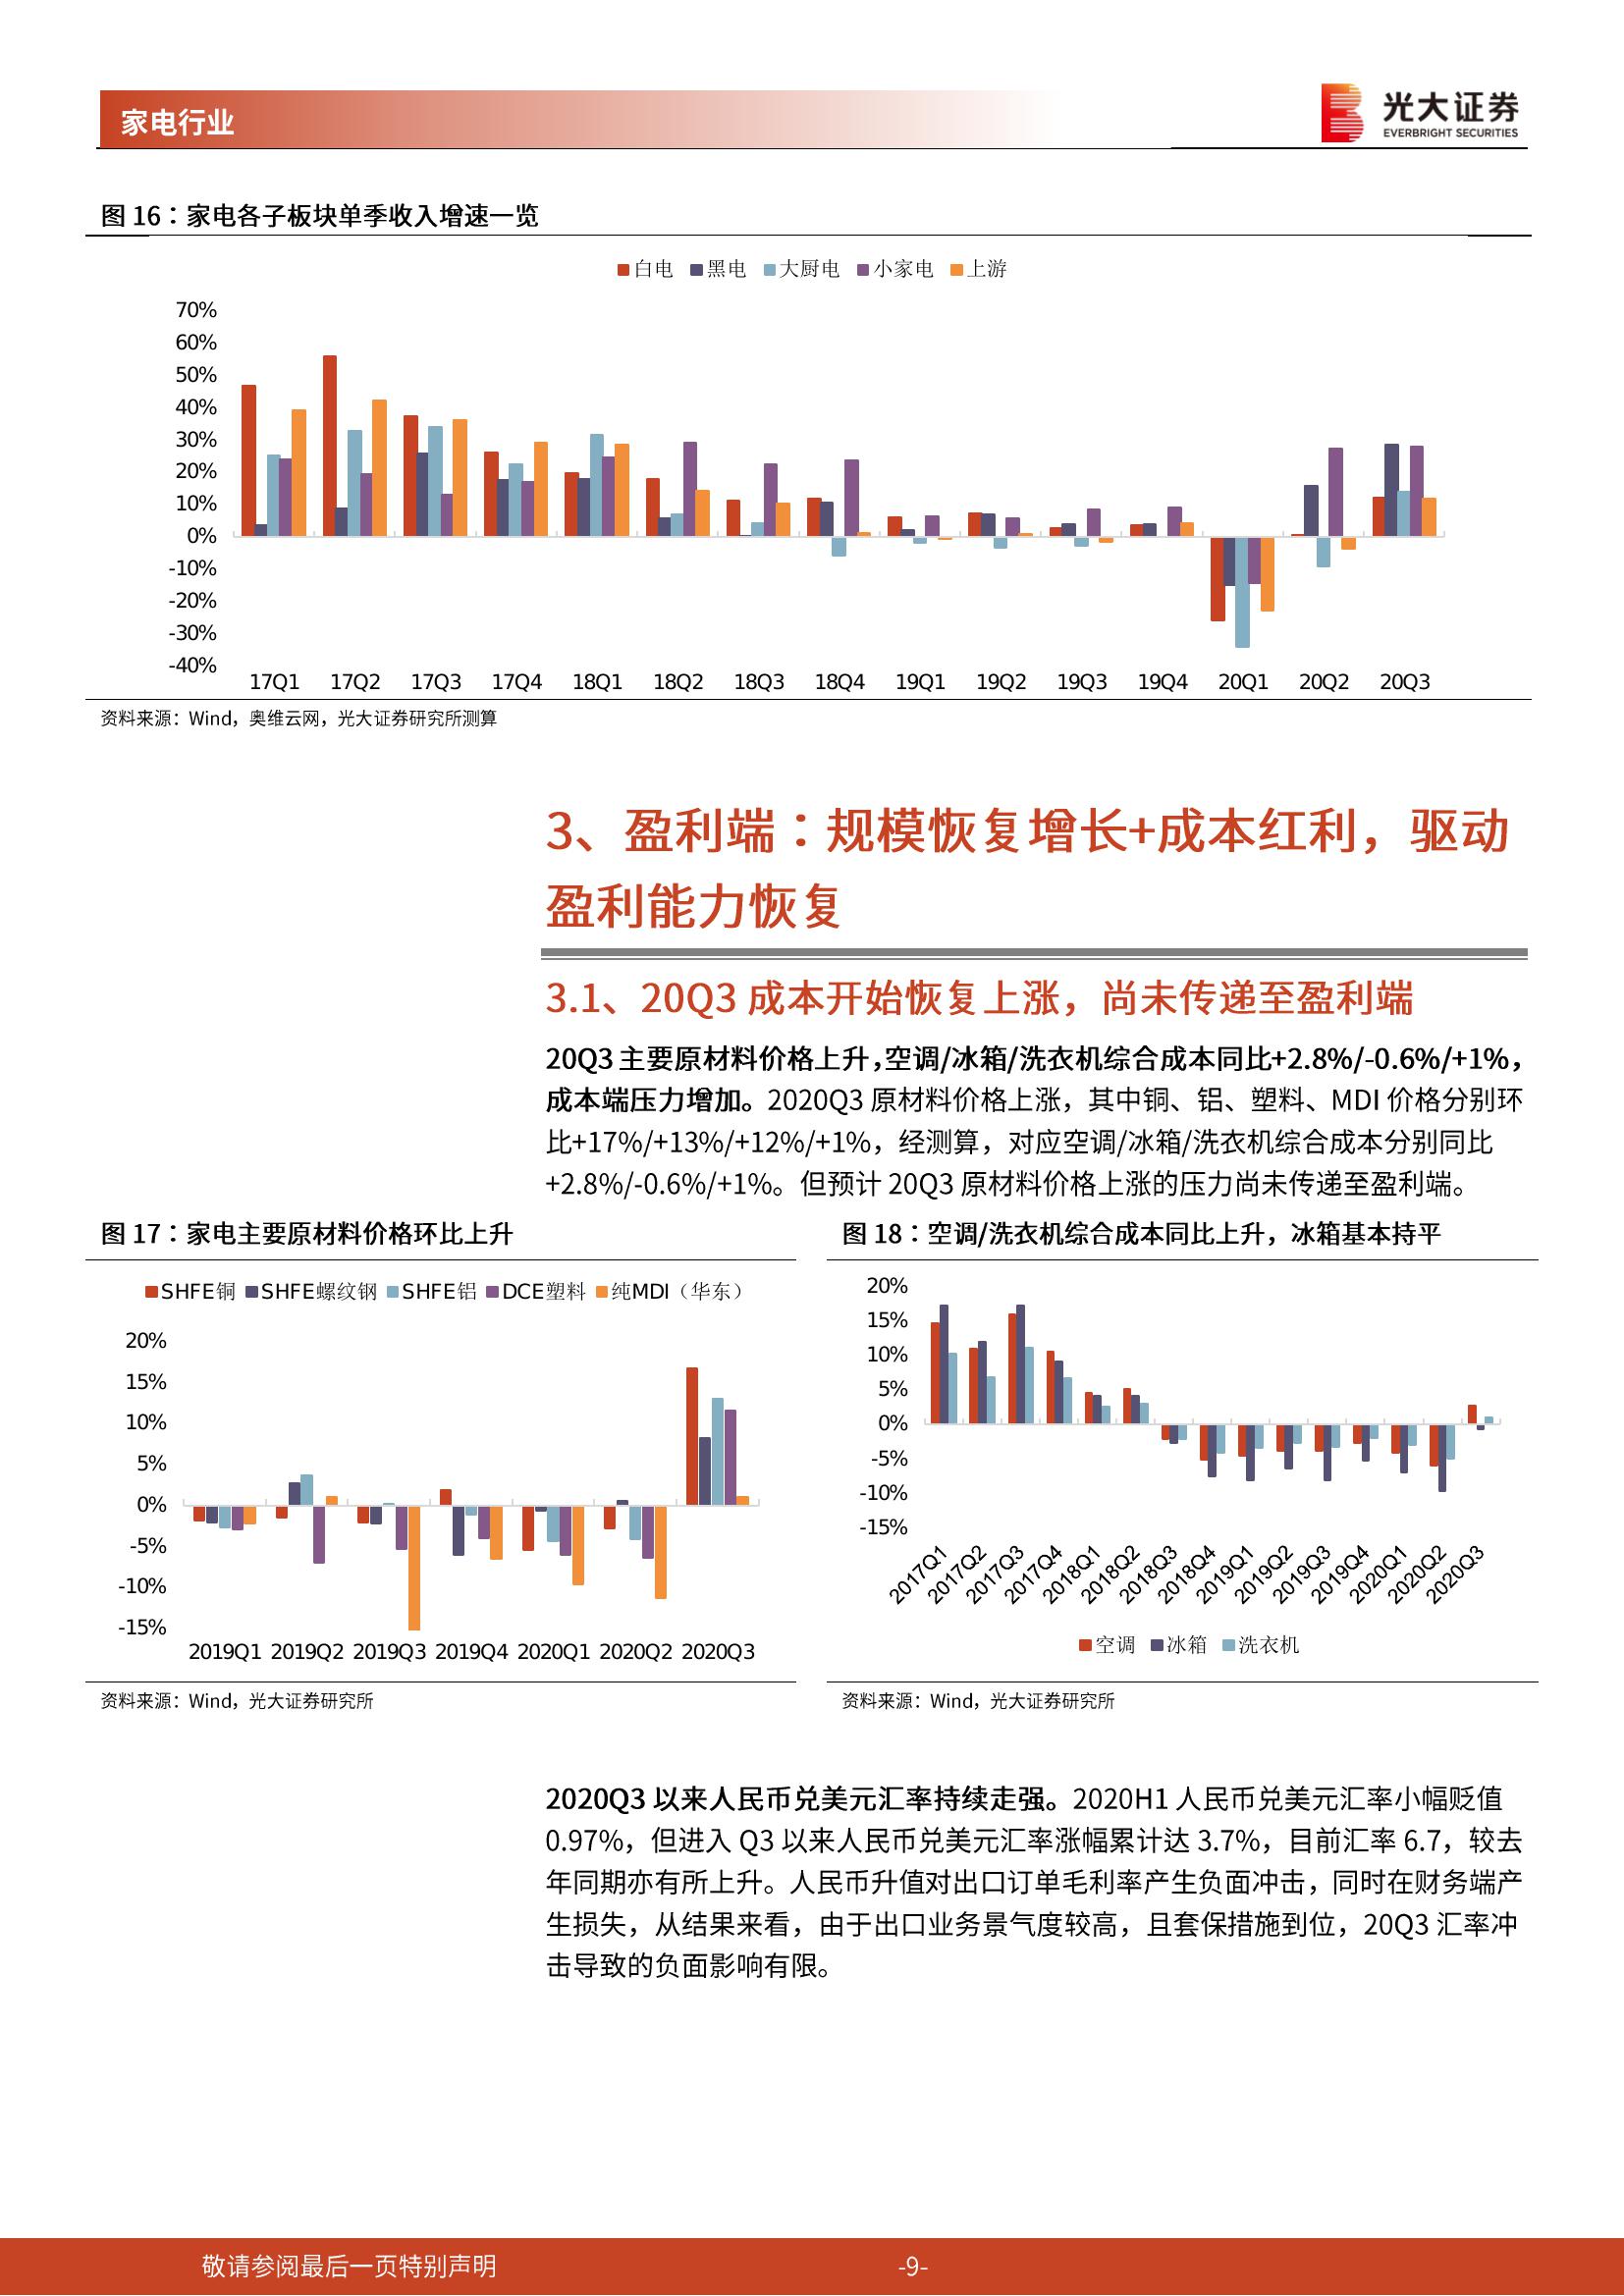 家电行业
光大证券
EVERBRIGHT SECURITIES
图 16：家电各子板块单季收入增速一览
白电 黑电 大厨电 小家电 上游
70%
60%
50%
40%
30%
20%
10%
0%
-10%
-20%
-30%
-40%
17Q1 17Q2 17Q3 17Q4 18Q1 18Q2 18Q3 18Q4 19Q1 19Q2 19Q3 19Q4 20Q1 20Q2 20Q3
资料来源：Wind，奥维云网，光大证券研究所测算
3、盈利端：规模恢复增长+成本红利，驱动
盈利能力恢复
3.1、20Q3 成本开始恢复上涨，尚未传递至盈利端
20Q3 主要原材料价格上升，空调/冰箱/洗衣机综合成本同比+2.8%/-0.6%/+1%，
成本端压力增加。2020Q3 原材料价格上涨，其中铜、铝、塑料、MDI 价格分别环
比+17%/+13%/+12%/+1%，经测算，对应空调/冰箱/洗衣机综合成本分别同比
+2.8%/-0.6%/+1%。但预计 20Q3 原材料价格上涨的压力尚未传递至盈利端。
图 17：家电主要原材料价格环比上升
SHFE铜 SHFE螺纹钢 SHFE铝 DCE塑料 纯MDI（华东）
20%
15%
10%
5%
0%
-5%
-10%
-15%
2019Q1 2019Q2 2019Q3 2019Q4 2020Q1 2020Q2 2020Q3
资料来源：Wind，光大证券研究所
图 18：空调/洗衣机综合成本同比上升，冰箱基本持平
20%
15%
10%
5%
0%
-5%
-10%
-15%
2017Q1 2017Q2 2017Q3 2017Q4 2018Q1 2018Q2 2018Q3 2018Q4 2019Q1 2019Q2 2019Q3 2019Q4 2020Q1 2020Q2 2020Q3
空调 冰箱 洗衣机
资料来源：Wind，光大证券研究所
2020Q3 以来人民币兑美元汇率持续走强。2020H1 人民币兑美元汇率小幅贬值
0.97%，但进入 Q3 以来人民币兑美元汇率涨幅累计达 3.7%，目前汇率 6.7，较去
年同期亦有所上升。人民币升值对出口订单毛利率产生负面冲击，同时在财务端产
生损失，从结果来看，由于出口业务景气度较高，且套保措施到位，20Q3 汇率冲
击导致的负面影响有限。
敬请参阅最后一页特别声明
-9-